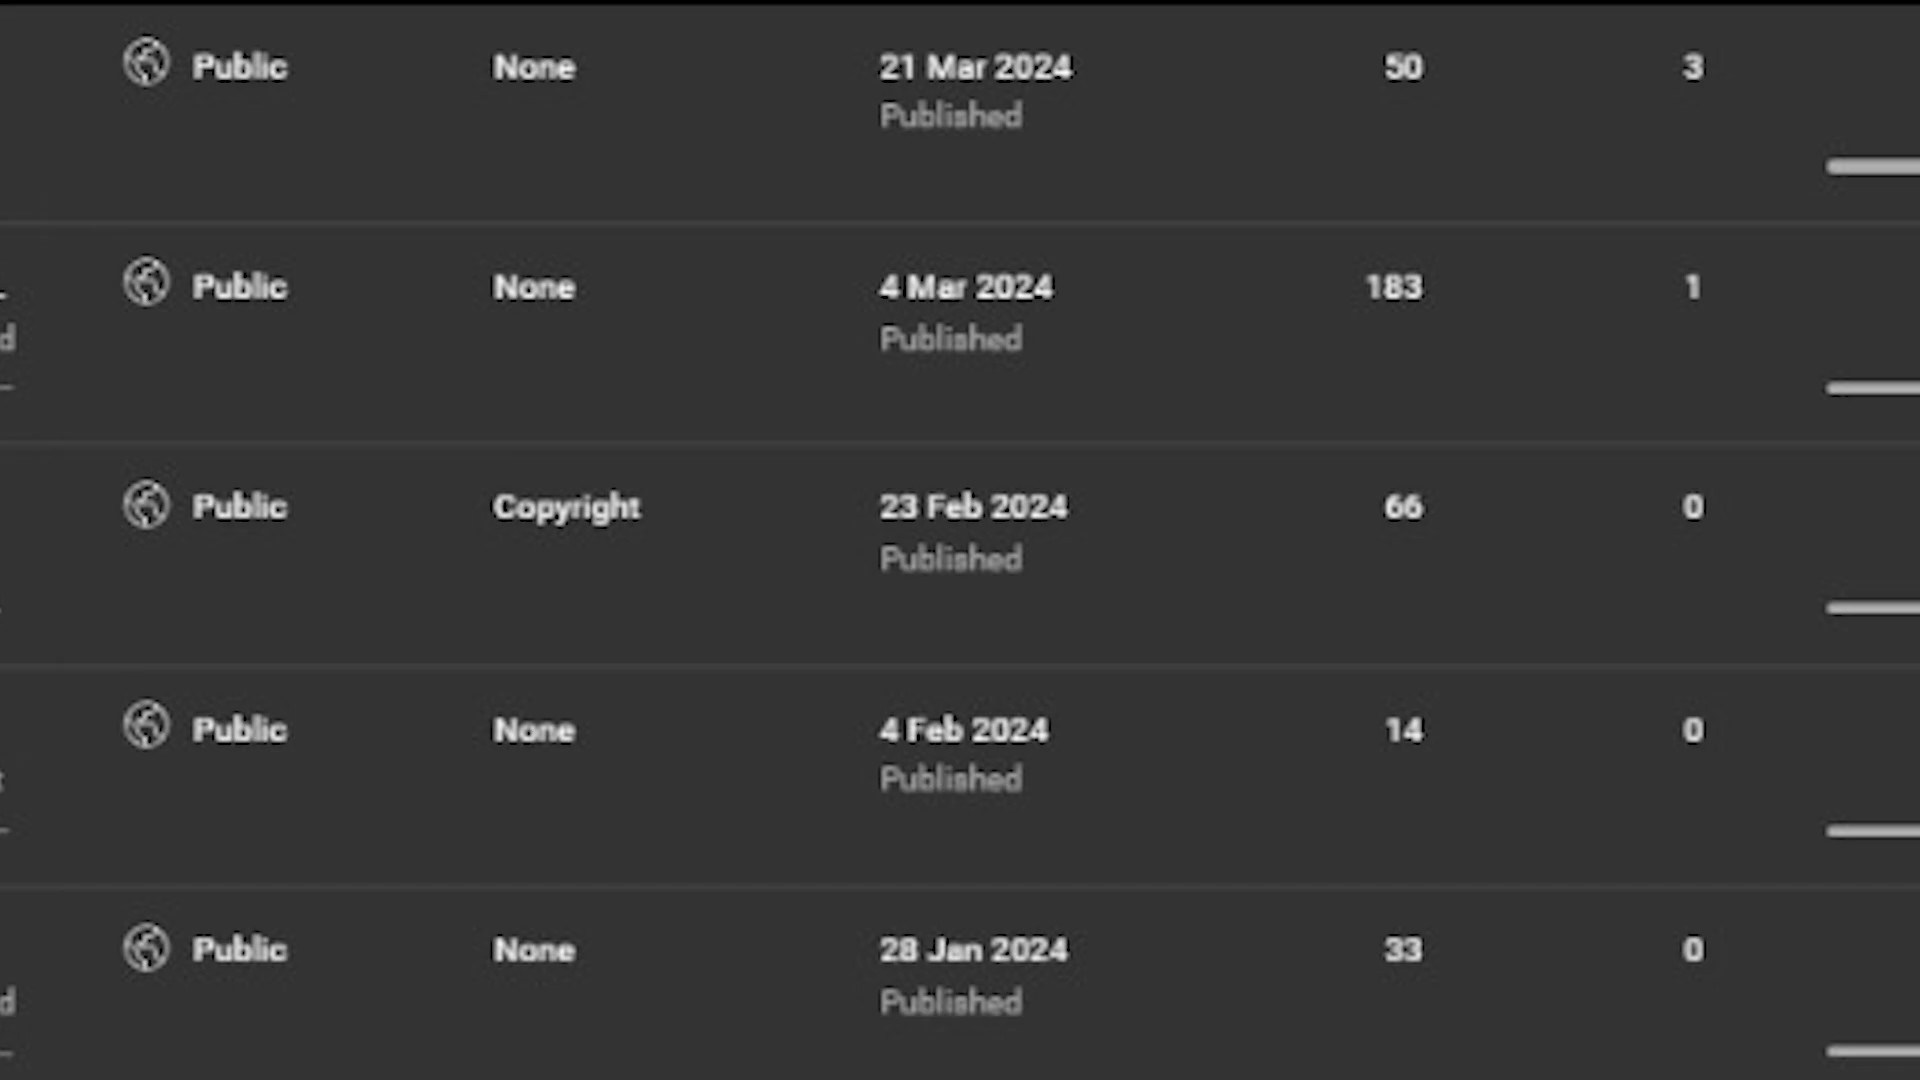 Public None 21 Mar 2024 50 3
Published
Public None 4 Mar 2024 183 1
Published
Public Copyright 23 Feb 2024 66 0
Published
Public None 4 Feb 2024 14 0
Published
Public None 28 Jan 2024 33 0
Published